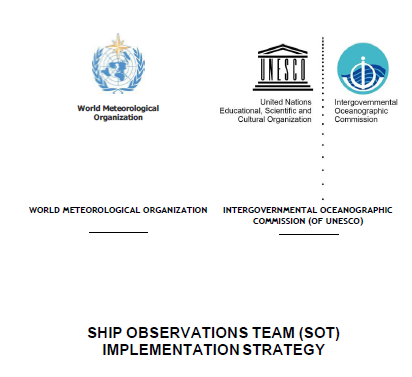 UNESCO
World Meteorological
Organization
United Nations
Educational, Scientific and
Cultural Organization
Intergovernmental
Oceanographic
Commission
WORLD METEOROLOGICAL ORGANIZATION
INTERGOVERNMENTAL OCEANOGRAPHIC
COMMISSION (OF UNESCO)
SHIP OBSERVATIONS TEAM (SOT)
IMPLEMENTATION STRATEGY